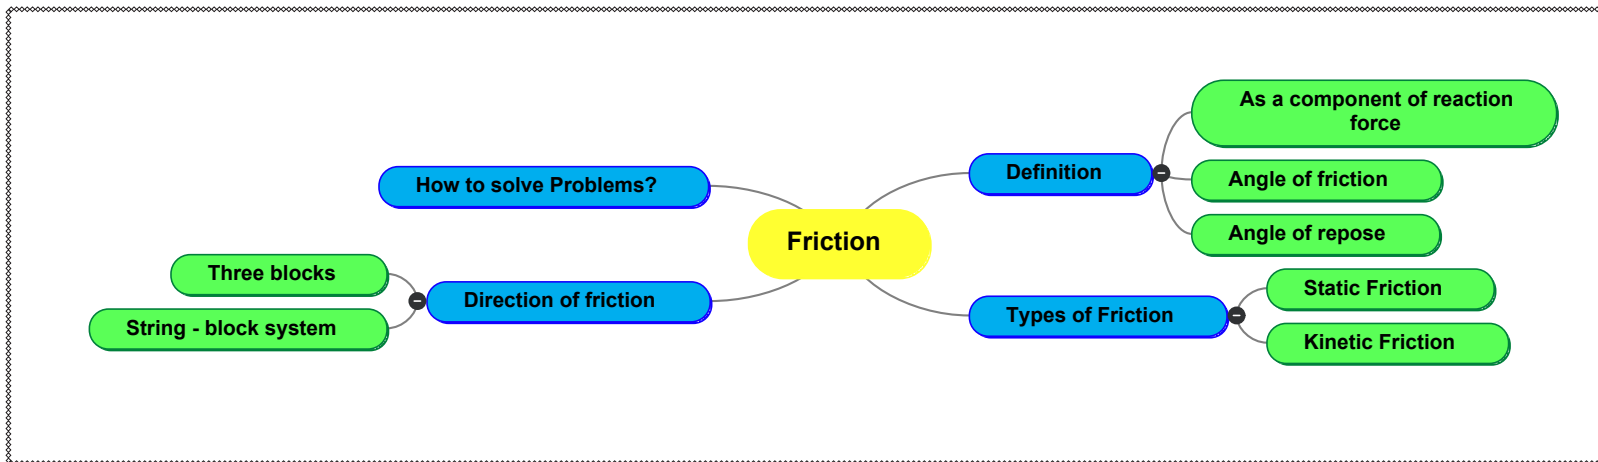 Friction
Definition
As a component of reaction
force
Angle of friction
Angle of repose
Types of Friction
Static Friction
Kinetic Friction
How to solve Problems?
Direction of friction
Three blocks
String - block system